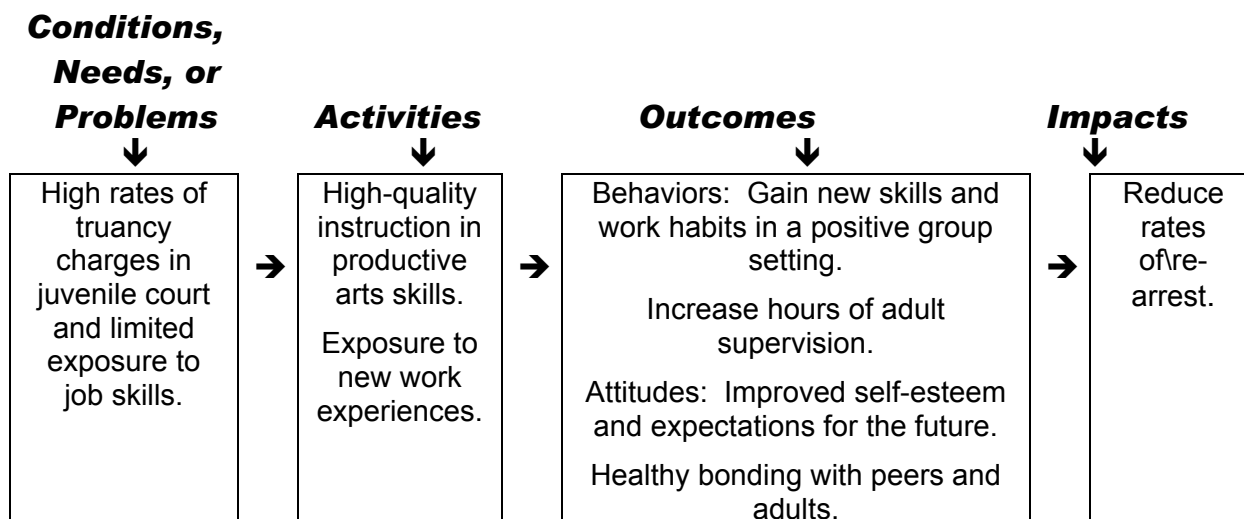 Conditions,
Needs, or
Problems
Activities
Outcomes
Impacts
High rates of
truancy
charges in
juvenile court
and limited
exposure to
job skills.
High-quality
instruction in
productive
arts skills.
Exposure to
new work
experiences.
Behaviors: Gain new skills and
work habits in a positive group
setting.
Increase hours of adult
supervision.
Attitudes: Improved self-esteem
and expectations for the future.
Healthy bonding with peers and
adults.
Reduce
rates
of\re-
arrest.